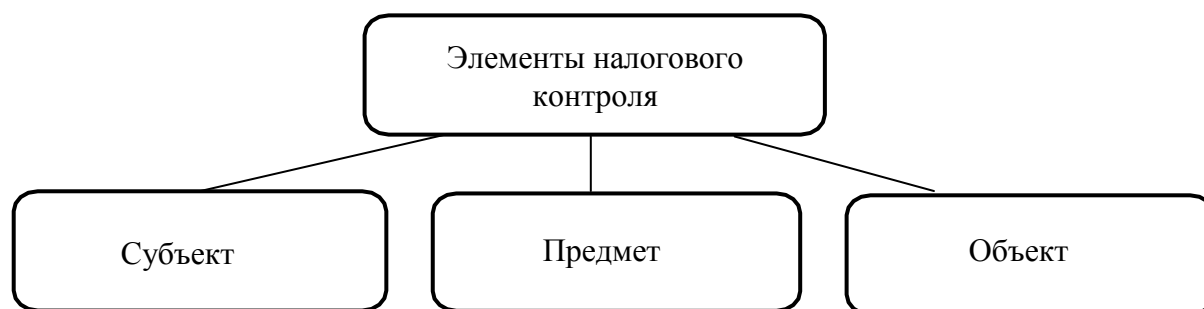 Элементы налогового
контроля
Субъект
Предмет
Объект